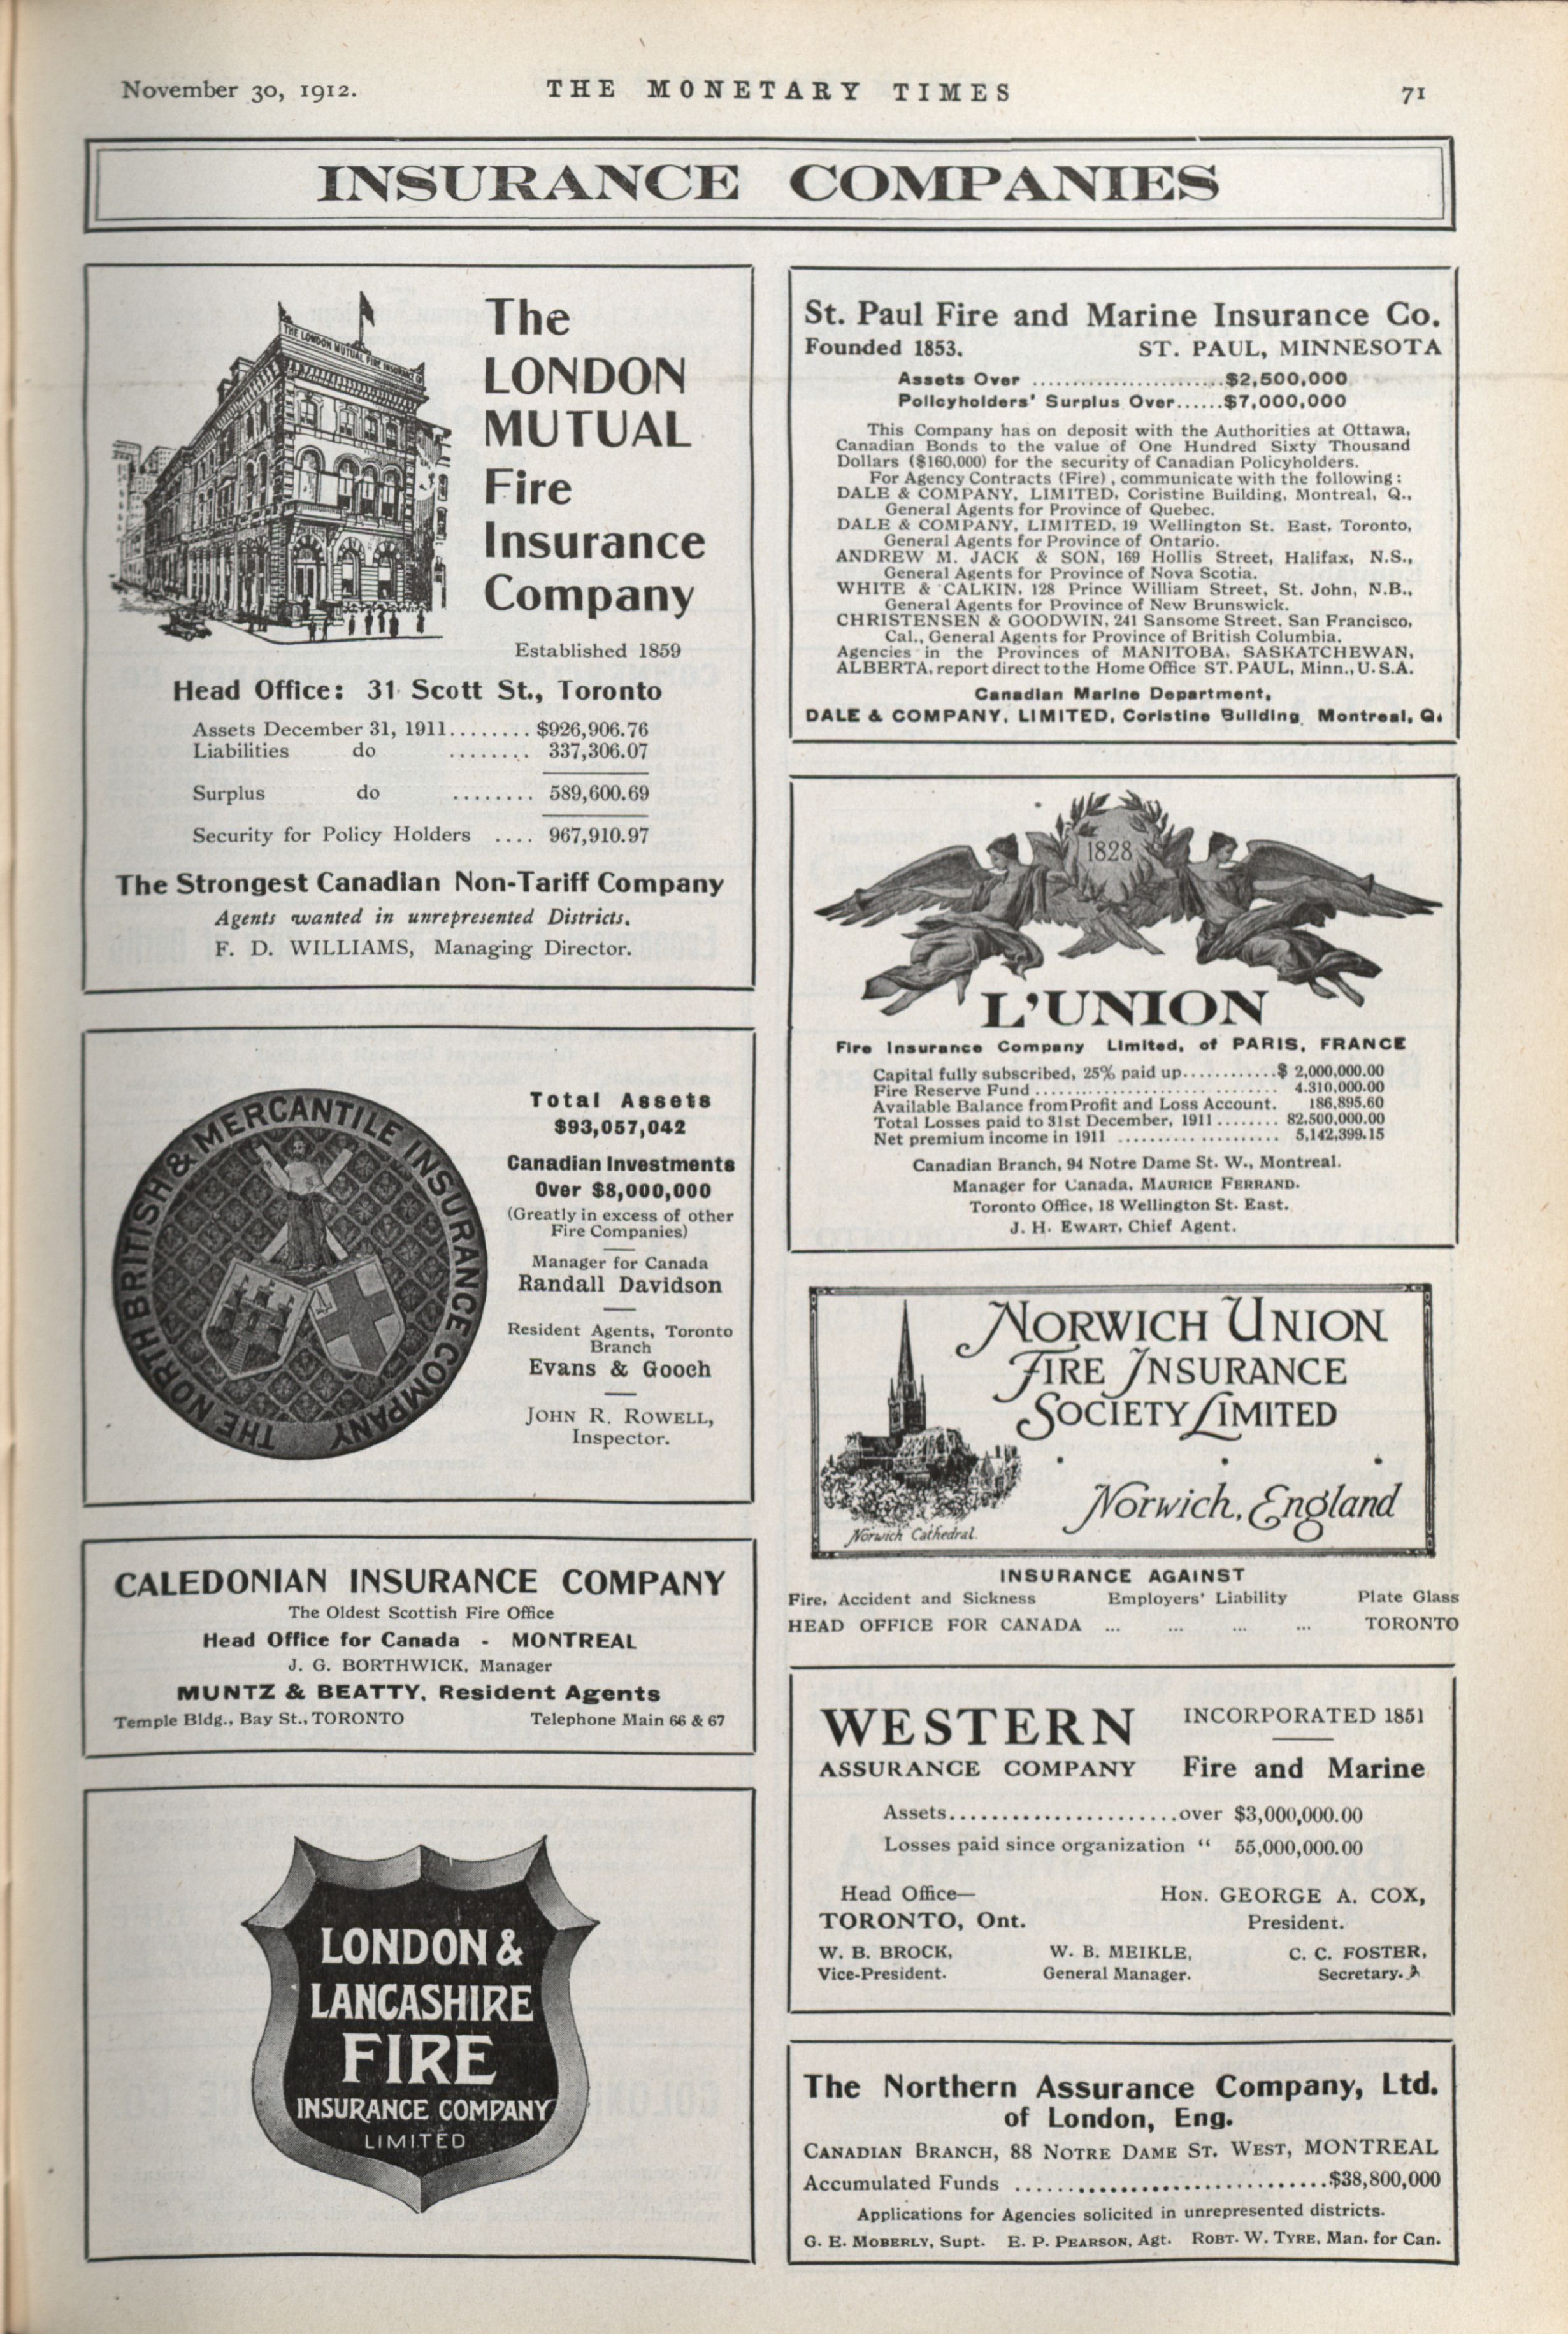 November 30, 1912.
THE MONETARY TIMES
71
INSURANCE COMPANIES
THE LONDON MUTUAL FIRE INSURANCE CO
The
LONDON
MUTUAL
Fire
Insurance
Company
Established 1859
Head Office: 31 Scott St., Toronto
Assets December 31, 1911........ $926,906.76
Liabilities do ........ 337,306.07
Surplus do ........ 589,600.69
Security for Policy Holders .... 967,910.97
The Strongest Canadian Non-Tariff Company
Agents wanted in unrepresented Districts.
F. D. WILLIAMS, Managing Director.
THE NORTH BRITISH & MERCANTILE INSURANCE COMPANY
Total Assets
$93,057,042
Canadian Investments
Over $8,000,000
(Greatly in excess of other
Fire Companies)
Manager for Canada
Randall Davidson
Resident Agents, Toronto
Branch
Evans & Gooch
JOHN R. ROWELL,
Inspector.
CALEDONIAN INSURANCE COMPANY
The Oldest Scottish Fire Office
Head Office for Canada - MONTREAL
J. G. BORTHWICK, Manager
MUNTZ & BEATTY, Resident Agents
Temple Bldg., Bay St., TORONTO Telephone Main 66 & 67
LONDON &
LANCASHIRE
FIRE
INSURANCE COMPANY
LIMITED
St. Paul Fire and Marine Insurance Co.
Founded 1853. ST. PAUL, MINNESOTA
Assets Over ........................$2,500,000
Policyholders' Surplus Over......$7,000,000
This Company has on deposit with the Authorities at Ottawa,
Canadian Bonds to the value of One Hundred Sixty Thousand
Dollars ($160,000) for the security of Canadian Policyholders.
For Agency Contracts (Fire), communicate with the following:
DALE & COMPANY, LIMITED, Coristine Building, Montreal, Q.,
General Agents for Province of Quebec.
DALE & COMPANY, LIMITED, 19 Wellington St. East, Toronto,
General Agents for Province of Ontario.
ANDREW M. JACK & SON, 169 Hollis Street, Halifax, N.S.,
General Agents for Province of Nova Scotia.
WHITE & CALKIN, 128 Prince William Street, St. John, N.B.,
General Agents for Province of New Brunswick.
CHRISTENSEN & GOODWIN, 241 Sansome Street, San Francisco,
Cal., General Agents for Province of British Columbia.
Agencies in the Provinces of MANITOBA, SASKATCHEWAN,
ALBERTA, report direct to the Home Office ST. PAUL, Minn., U.S.A.
Canadian Marine Department,
DALE & COMPANY, LIMITED, Coristine Building, Montreal, Q.
1828
L'UNION
Fire Insurance Company Limited, of PARIS, FRANCE
Capital fully subscribed, 25% paid up............$ 2,000,000.00
Fire Reserve Fund .............................. 4,310,000.00
Available Balance from Profit and Loss Account. 186,895.60
Total Losses paid to 31st December, 1911........ 82,500,000.00
Net premium income in 1911 .................... 5,142,399.15
Canadian Branch, 94 Notre Dame St. W., Montreal.
Manager for Canada, MAURICE FERRAND.
Toronto Office, 18 Wellington St. East.
J. H. EWART, Chief Agent.
NORWICH UNION
FIRE INSURANCE
SOCIETY LIMITED
Norwich, England
Norwich Cathedral.
INSURANCE AGAINST
Fire, Accident and Sickness Employers' Liability Plate Glass
HEAD OFFICE FOR CANADA ... ... ... ... TORONTO
WESTERN INCORPORATED 1851
ASSURANCE COMPANY Fire and Marine
Assets......................over $3,000,000.00
Losses paid since organization “ 55,000,000.00
Head Office— HON. GEORGE A. COX,
TORONTO, Ont. President.
W. B. BROCK, W. B. MEIKLE, C. C. FOSTER,
Vice-President. General Manager. Secretary.
The Northern Assurance Company, Ltd.
of London, Eng.
CANADIAN BRANCH, 88 NOTRE DAME ST. WEST, MONTREAL
Accumulated Funds ..............................$38,800,000
Applications for Agencies solicited in unrepresented districts.
G. E. MOBERLY, Supt. E. P. PEARSON, Agt. ROBT. W. TYRE, Man. for Can.